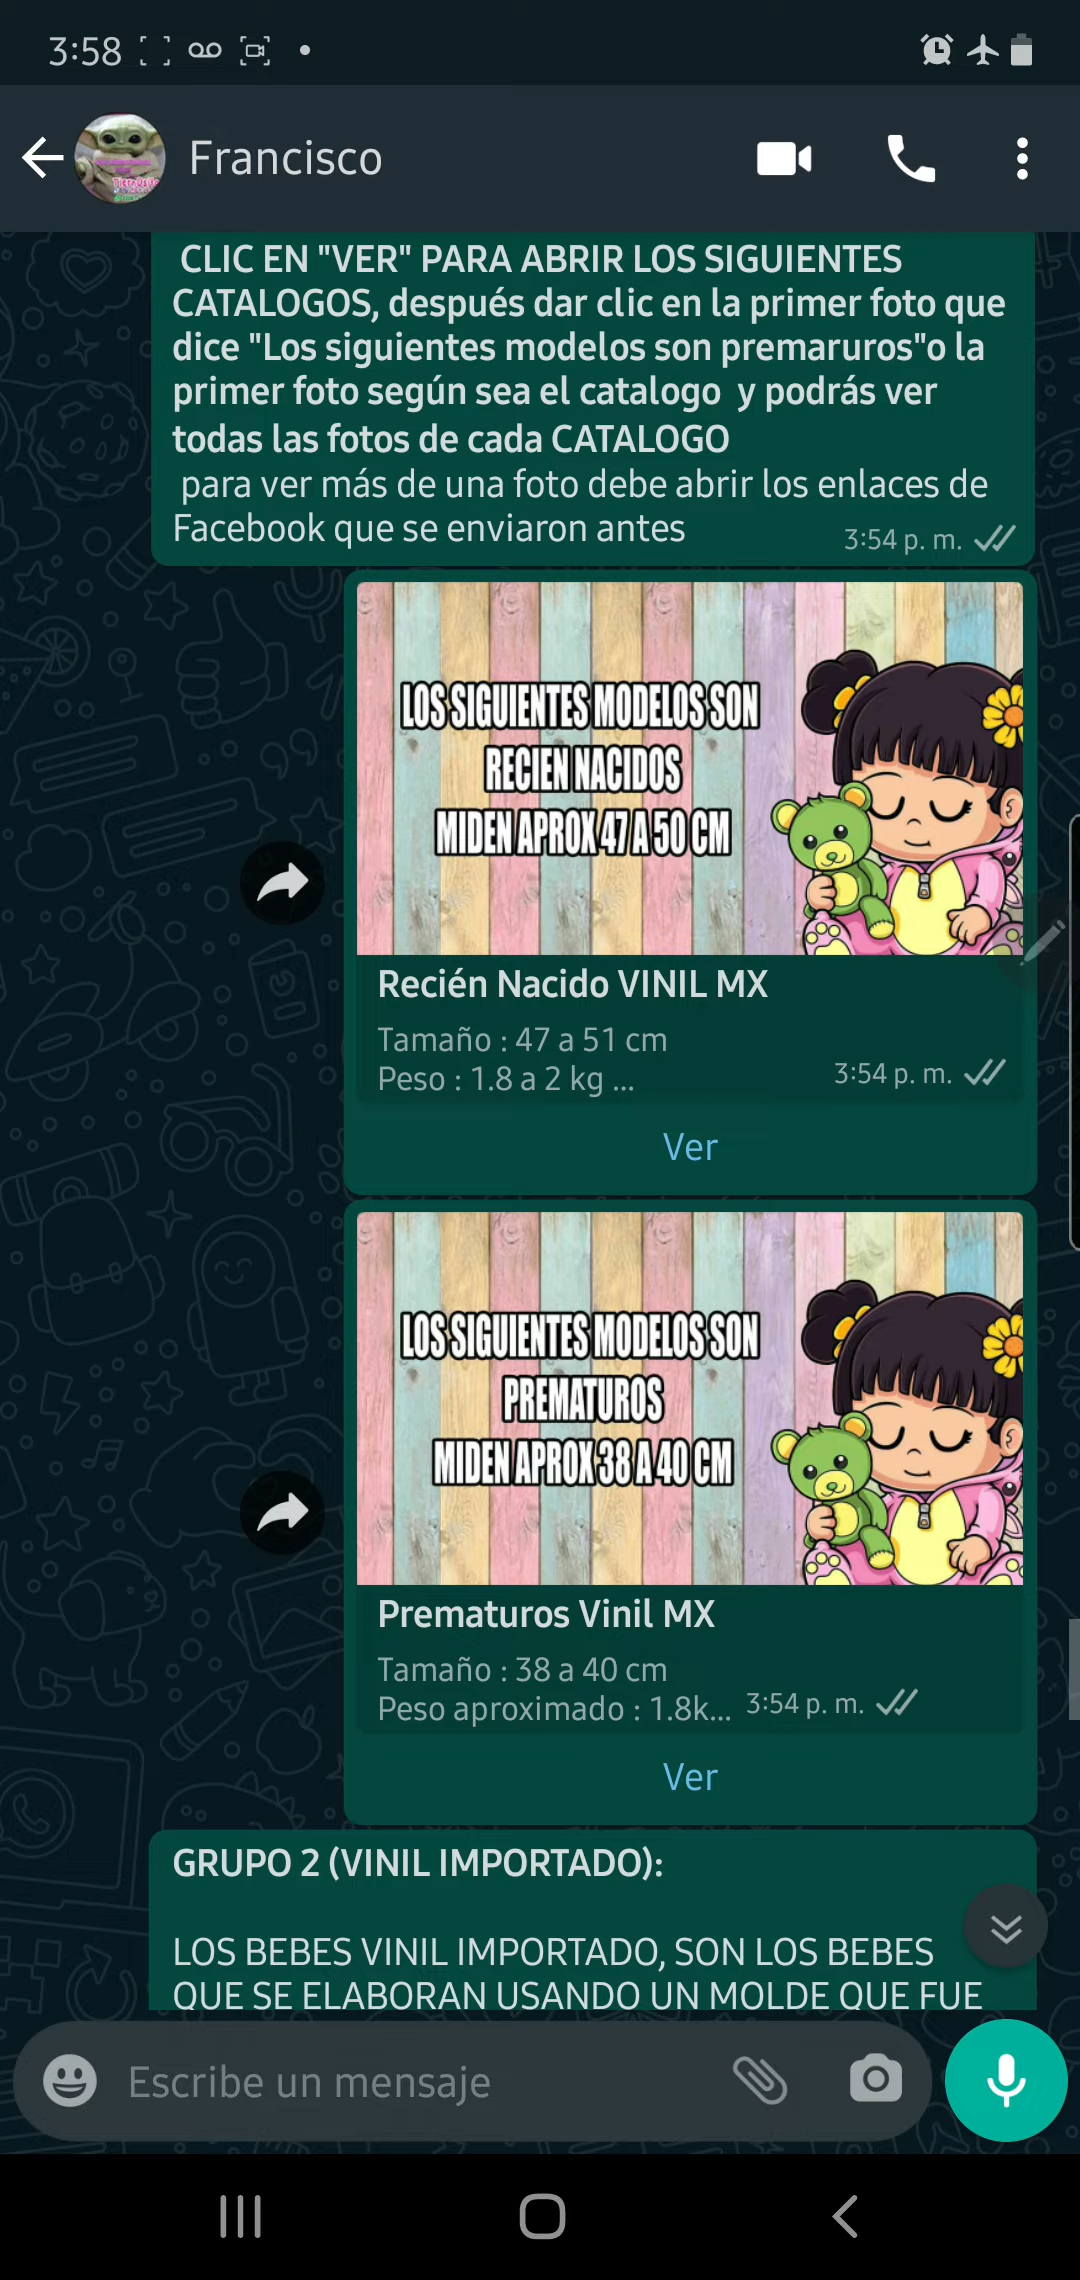 3:58
Francisco
CLIC EN "VER" PARA ABRIR LOS SIGUIENTES
CATALOGOS, después dar clic en la primer foto que
dice "Los siguientes modelos son premaruros"o la
primer foto según sea el catalogo y podrás ver
todas las fotos de cada CATALOGO
para ver más de una foto debe abrir los enlaces de
Facebook que se enviaron antes
3:54 p. m.
LOS SIGUIENTES MODELOS SON
RECIEN NACIDOS
MIDEN APROX 47 A 50 CM
Recién Nacido VINIL MX
Tamaño : 47 a 51 cm
Peso : 1.8 a 2 kg ...
3:54 p. m.
Ver
LOS SIGUIENTES MODELOS SON
PREMATUROS
MIDEN APROX 38 A 40 CM
Prematuros Vinil MX
Tamaño : 38 a 40 cm
Peso aproximado : 1.8k...
3:54 p. m.
Ver
GRUPO 2 (VINIL IMPORTADO):
LOS BEBES VINIL IMPORTADO, SON LOS BEBES
QUE SE ELABORAN USANDO UN MOLDE QUE FUE
Escribe un mensaje